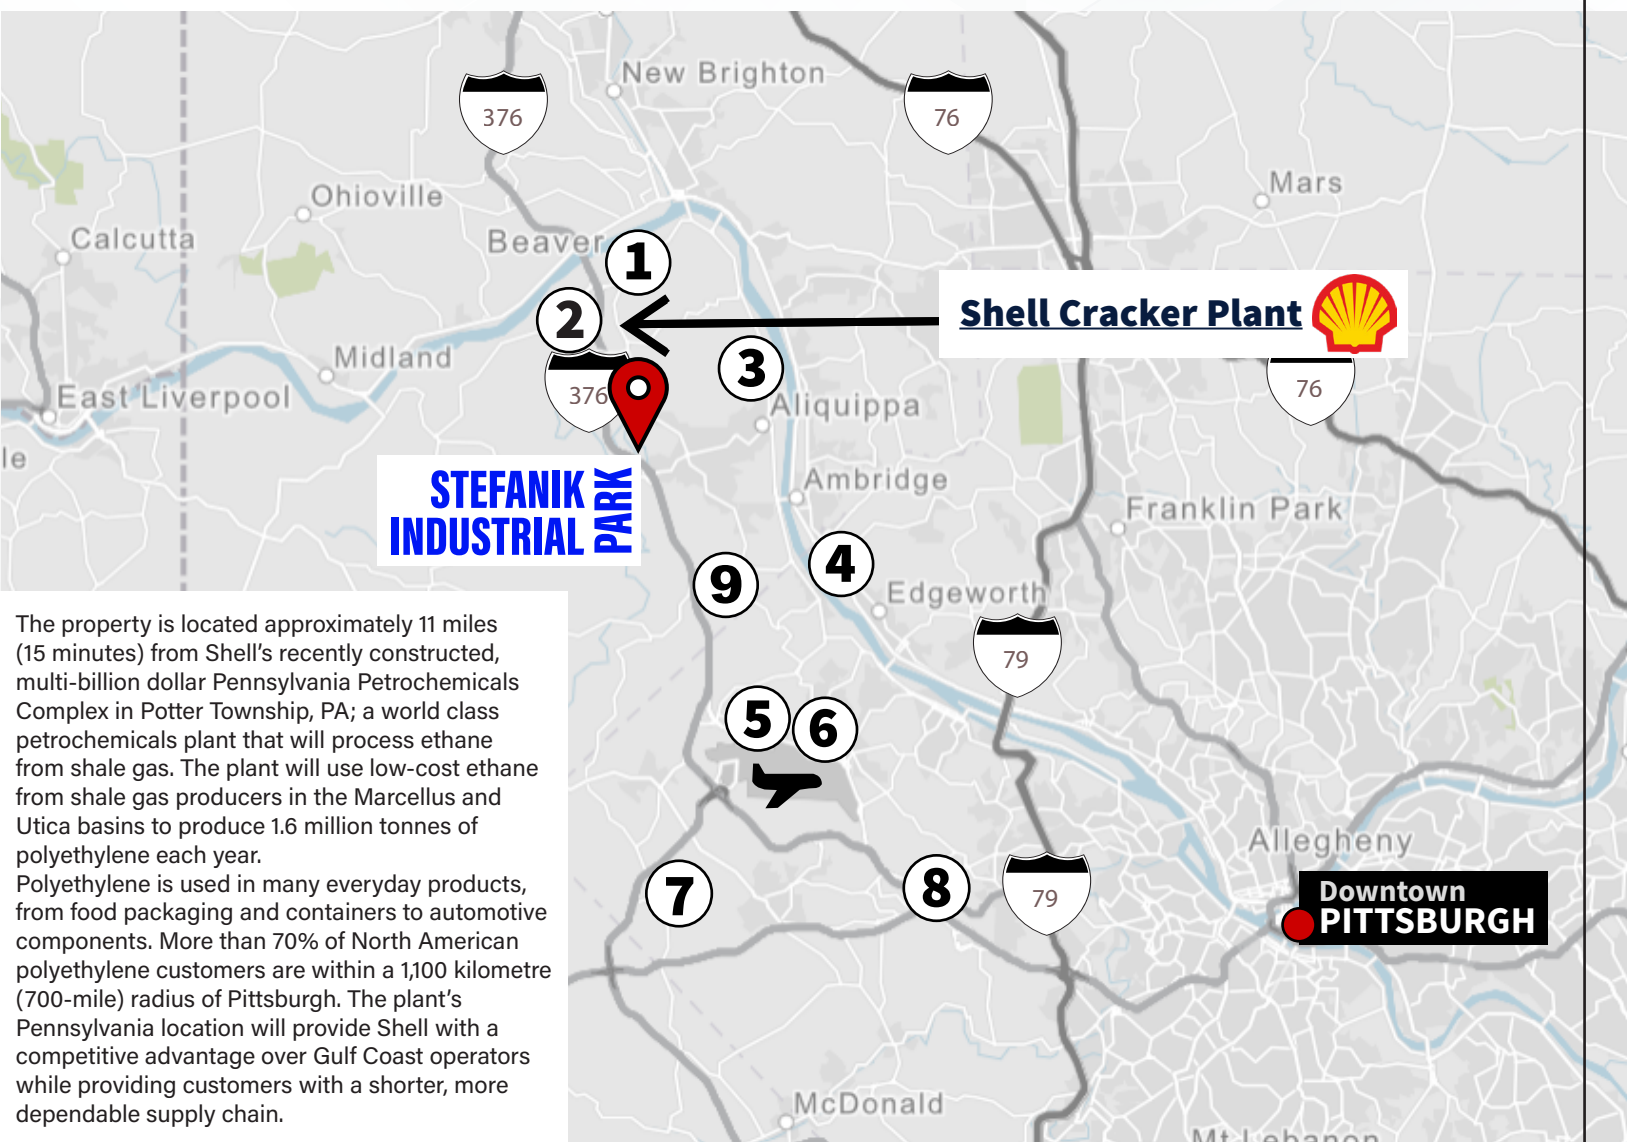 New Brighton
376
76
Mars
Ohioville
Calcutta
Beaver
1
2
Shell Cracker Plant
Midland
3
376
76
East Liverpool
Aliquippa
le
STEFANIK
INDUSTRIAL
PARK
Ambridge
Franklin Park
4
9
Edgeworth
79
The property is located approximately 11 miles
(15 minutes) from Shell's recently constructed,
multi-billion dollar Pennsylvania Petrochemicals
Complex in Potter Township, PA; a world class
petrochemicals plant that will process ethane
from shale gas. The plant will use low-cost ethane
from shale gas producers in the Marcellus and
Utica basins to produce 1.6 million tonnes of
polyethylene each year.
Polyethylene is used in many everyday products,
from food packaging and containers to automotive
components. More than 70% of North American
polyethylene customers are within a 1,100 kilometre
(700-mile) radius of Pittsburgh. The plant's
Pennsylvania location will provide Shell with a
competitive advantage over Gulf Coast operators
while providing customers with a shorter, more
dependable supply chain.
5
6
Allegheny
7
8
79
Downtown
PITTSBURGH
McDonald
Mt Lebanon